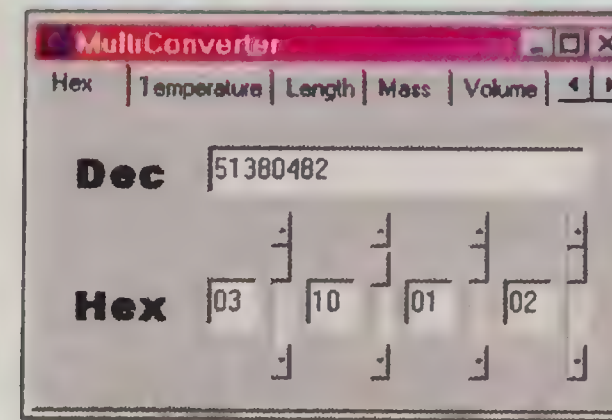 MultiConverter
Hex Temperature Length Mass Volume
Dec 51380482
Hex 03 10 01 02